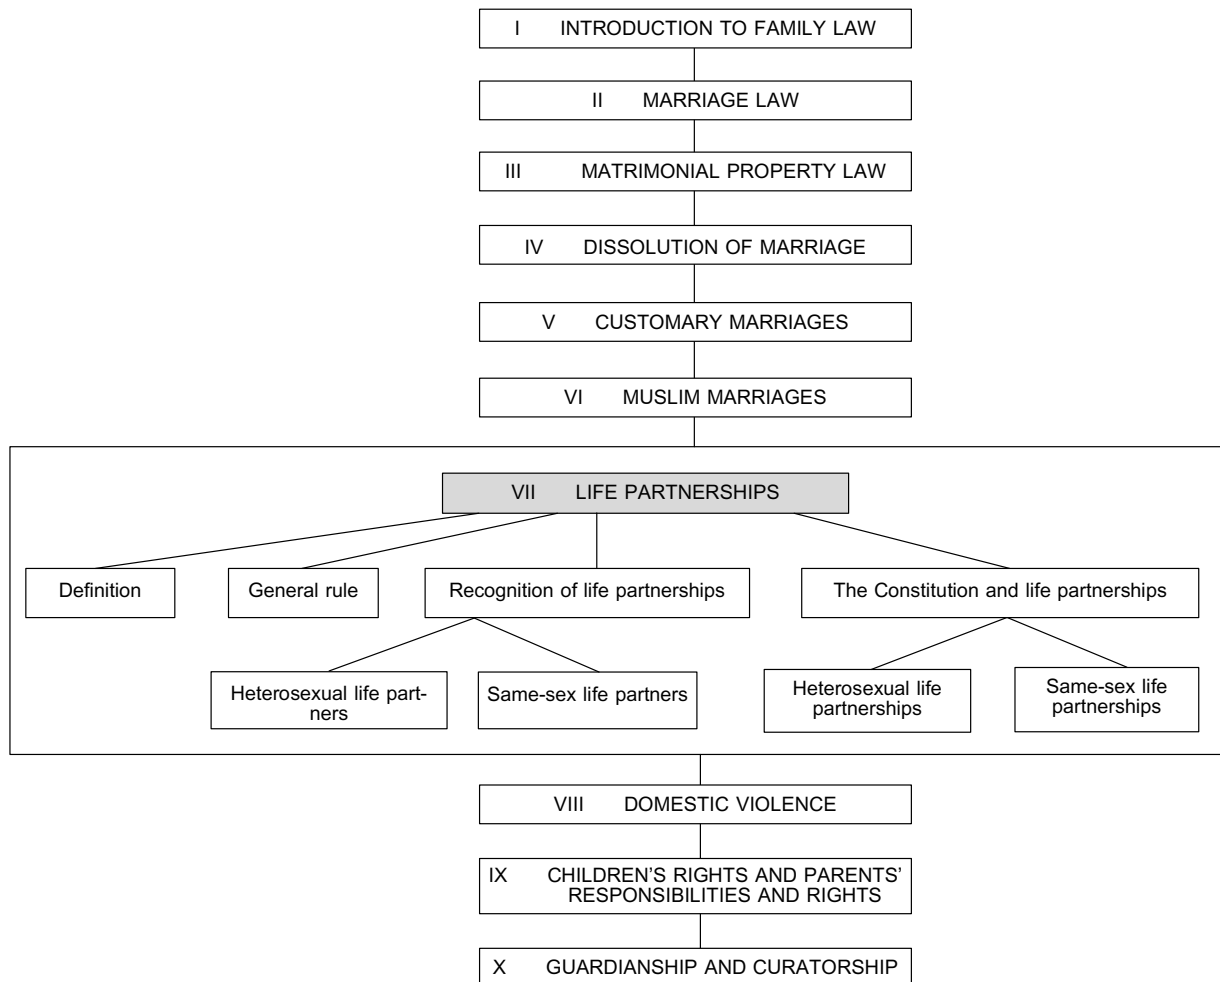 I INTRODUCTION TO FAMILY LAW
II MARRIAGE LAW
III MATRIMONIAL PROPERTY LAW
IV DISSOLUTION OF MARRIAGE
V CUSTOMARY MARRIAGES
VI MUSLIM MARRIAGES
VII LIFE PARTNERSHIPS
Definition
General rule
Recognition of life partnerships
The Constitution and life partnerships
Heterosexual life part-
ners
Same-sex life partners
Heterosexual life
partnerships
Same-sex life
partnerships
VIII DOMESTIC VIOLENCE
IX CHILDREN'S RIGHTS AND PARENTS'
RESPONSIBILITIES AND RIGHTS
X GUARDIANSHIP AND CURATORSHIP